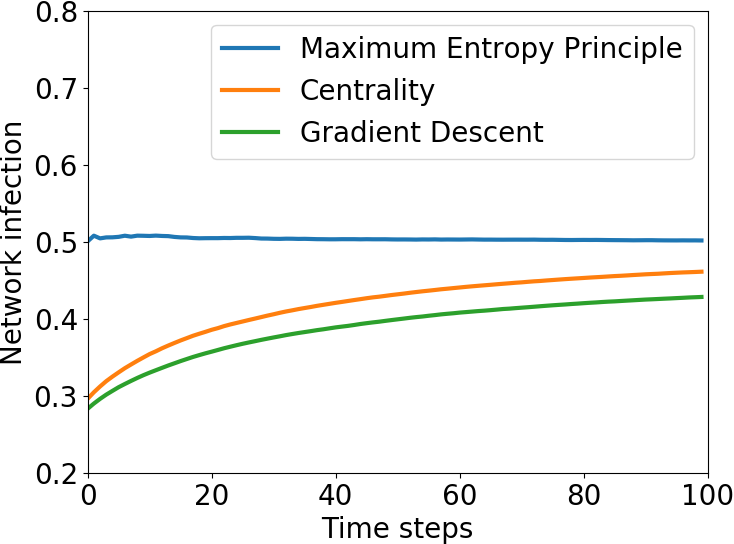 0.8
0.7
0.6
0.5
0.4
0.3
0.2
Network infection
Maximum Entropy Principle
Centrality
Gradient Descent
0 20 40 60 80 100
Time steps